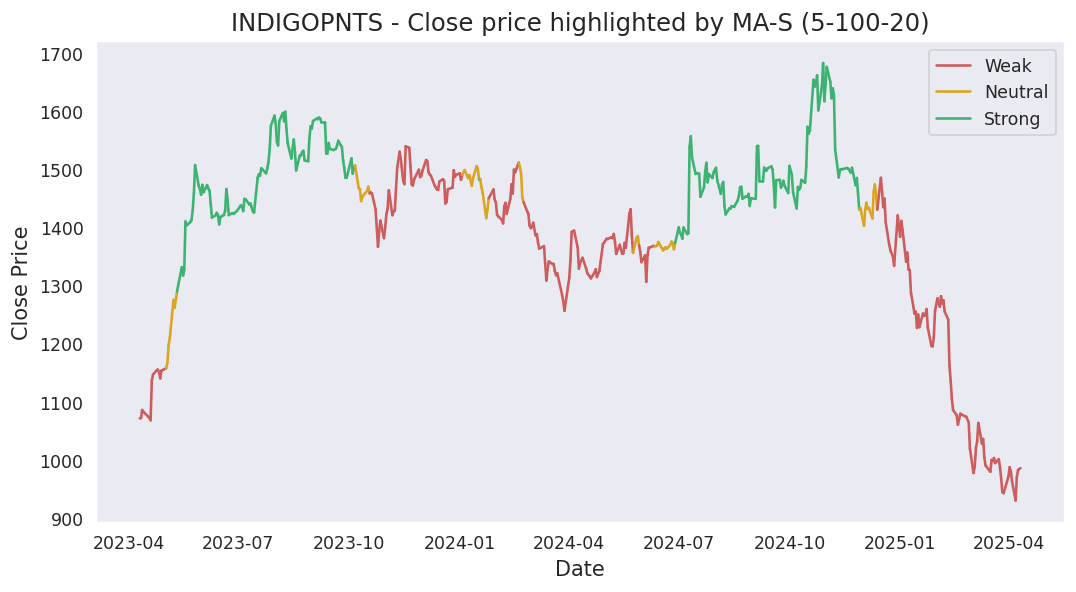 INDIGOPNTS - Close price highlighted by MA-S (5-100-20)
Weak
Neutral
Strong
Close Price
1700
1600
1500
1400
1300
1200
1100
1000
900
2023-04 2023-07 2023-10 2024-01 2024-04 2024-07 2024-10 2025-01 2025-04
Date